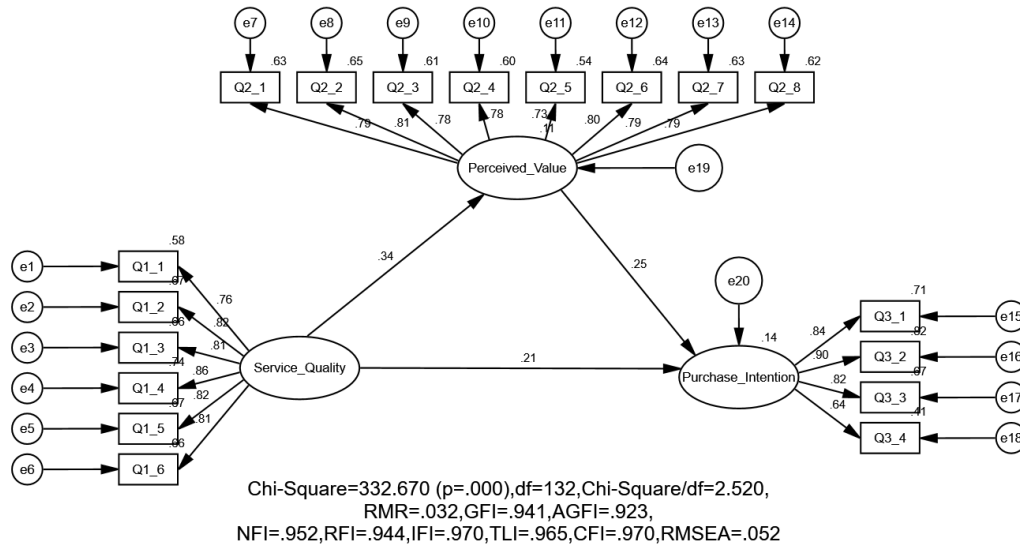 e7 e8 e9 e10 e11 e12 e13 e14
.63 .65 .61 .60 .54 .64 .63 .62
Q2_1 Q2_2 Q2_3 Q2_4 Q2_5 Q2_6 Q2_7 Q2_8
.79 .81 .78 .78 .73 .80 .79 .79
.11
Perceived_Value
e19
.34
.25
e20
.21
.14
e1 .58 Q1_1 .76
e2 .67 Q1_2 .82
e3 .66 Q1_3 .81
e4 .74 Q1_4 .86
e5 .67 Q1_5 .82
e6 .66 Q1_6 .81
Service_Quality
Purchase_Intention
.84 .71 Q3_1 e15
.90 .82 Q3_2 e16
.82 .67 Q3_3 e17
.64 .41 Q3_4 e18
Chi-Square=332.670 (p=.000),df=132,Chi-Square/df=2.520,
RMR=.032,GFI=.941,AGFI=.923,
NFI=.952,RFI=.944,IFI=.970,TLI=.965,CFI=.970,RMSEA=.052